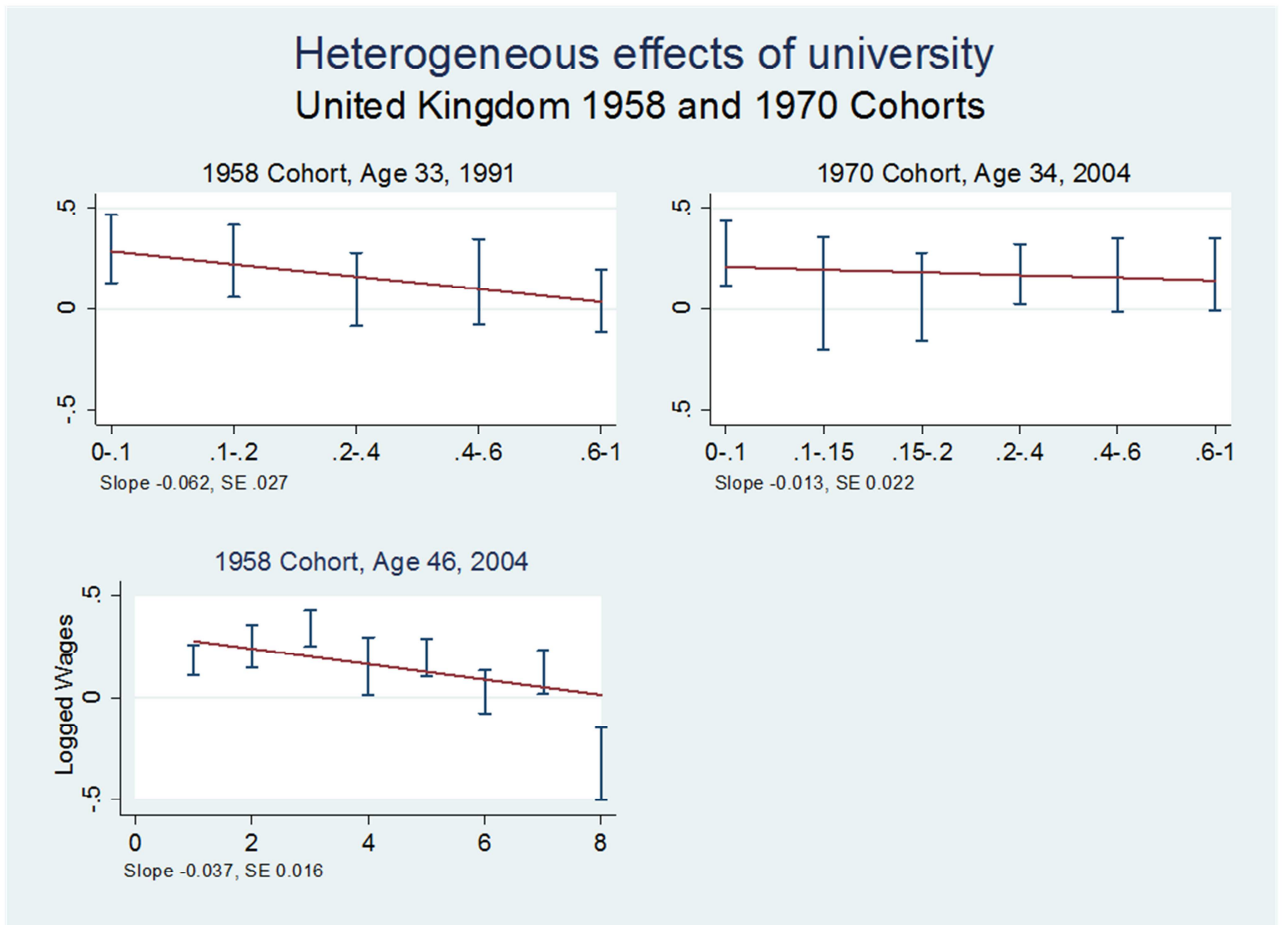 Heterogeneous effects of university
United Kingdom 1958 and 1970 Cohorts
1958 Cohort, Age 33, 1991
.5
0
-.5
0-.1 .1-.2 .2-.4 .4-.6 .6-1
Slope -0.062, SE .027
1970 Cohort, Age 34, 2004
.5
0
.5
0-.1 .1-.15 .15-.2 .2-.4 .4-.6 .6-1
Slope -0.013, SE 0.022
1958 Cohort, Age 46, 2004
Logged Wages
.5
0
-.5
0 2 4 6 8
Slope -0.037, SE 0.016